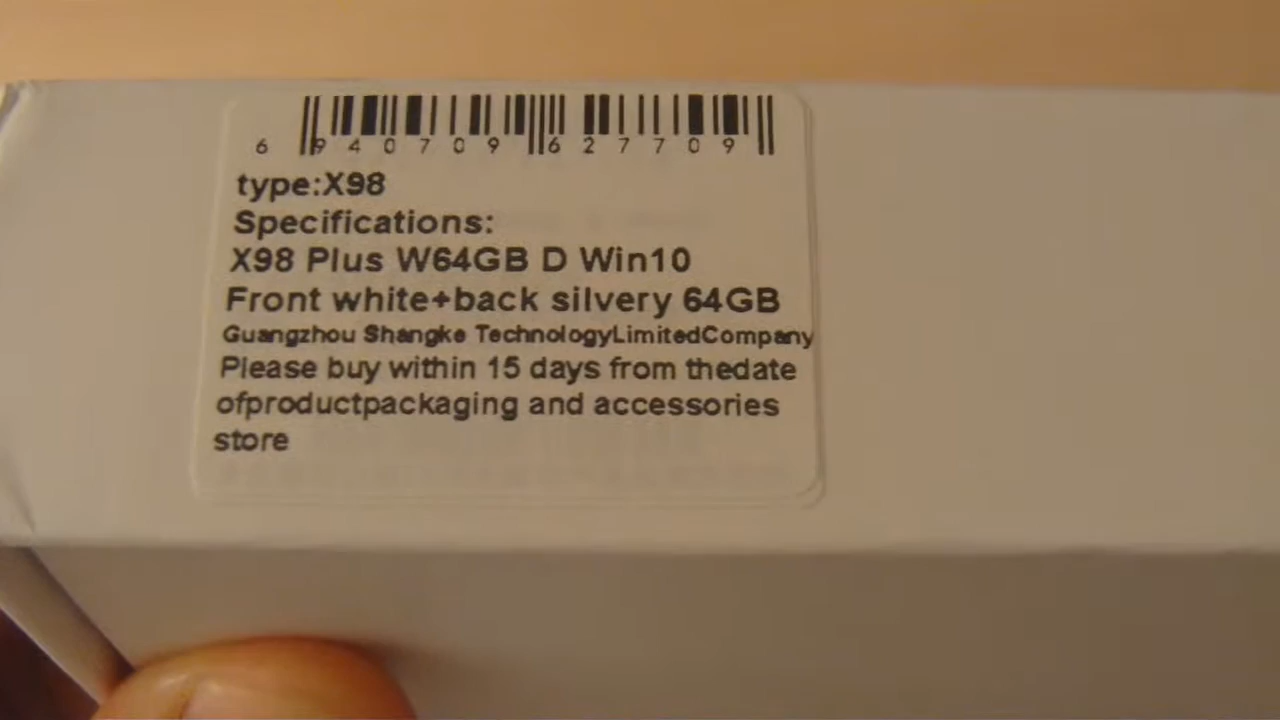 6 940709 627709
type:X98
Specifications:
X98 Plus W64GB D Win10
Front white+back silvery 64GB
Guangzhou Shangke TechnologyLimitedCompany
Please buy within 15 days from thedate
ofproductpackaging and accessories
store